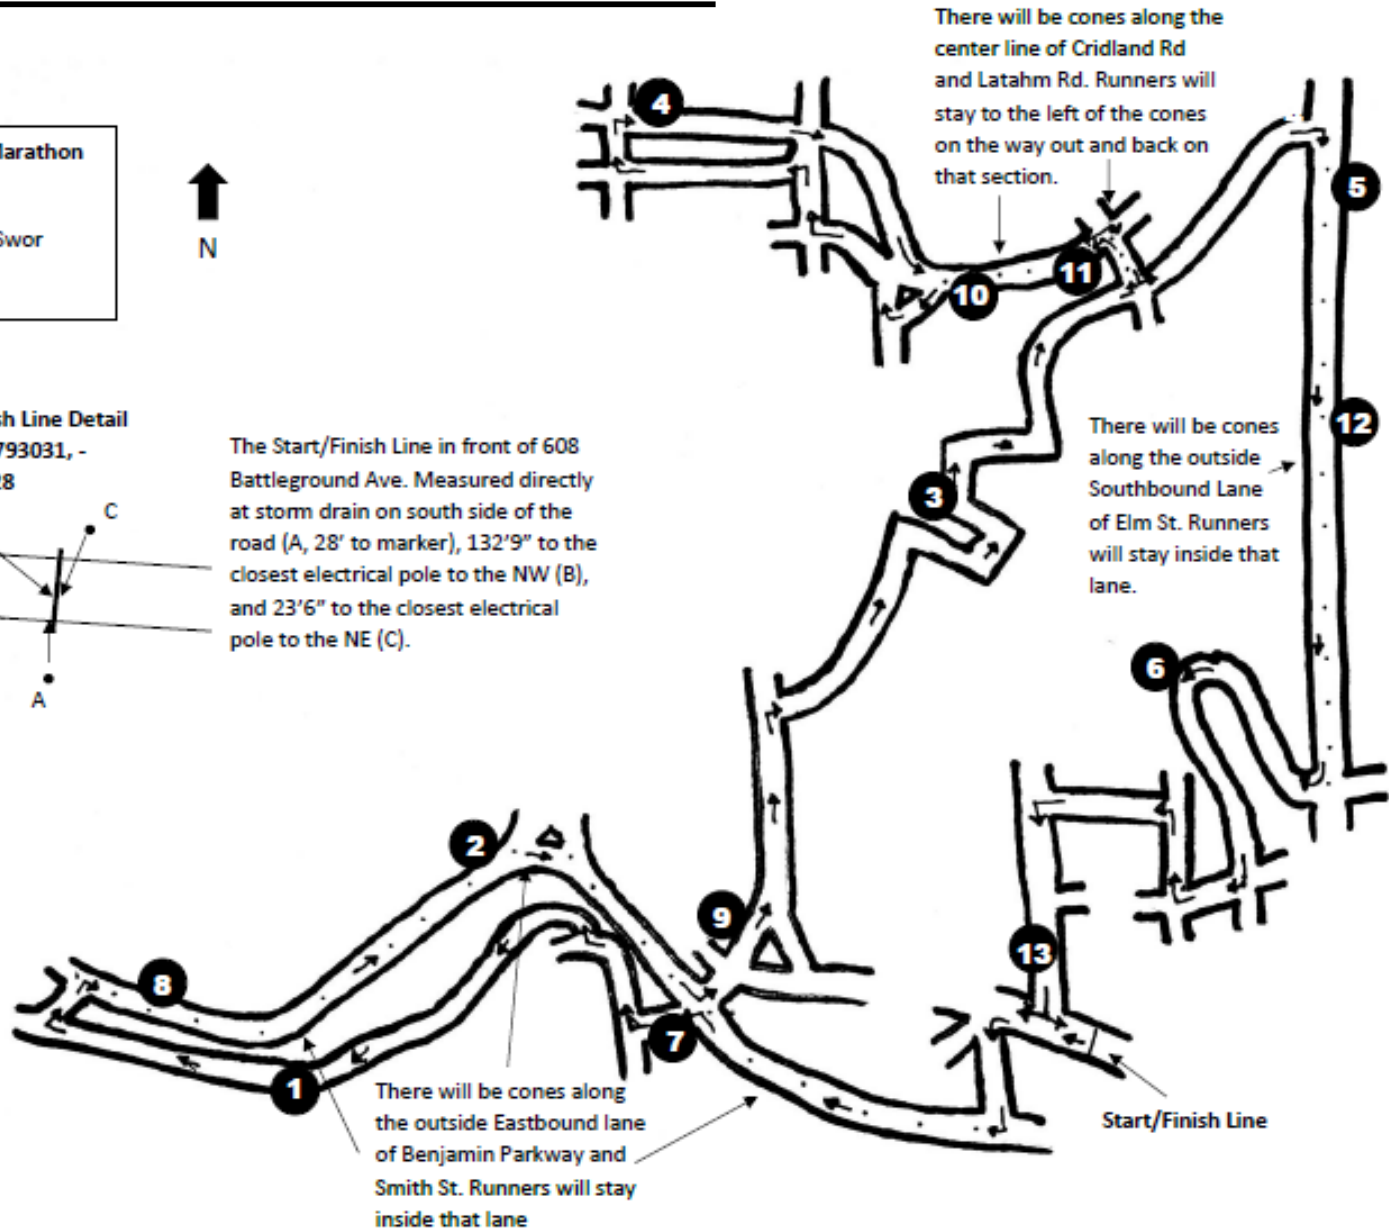 There will be cones along the
center line of Cridland Rd
and Latahm Rd. Runners will
stay to the left of the cones
on the way out and back on
that section.
4
Marathon
5
Swor
N
11
10
sh Line Detail
793031, -
28
The Start/Finish Line in front of 608
Battleground Ave. Measured directly
at storm drain on south side of the
road (A, 28' to marker), 132'9" to the
closest electrical pole to the NW (B),
and 23'6" to the closest electrical
pole to the NE (C).
C
A
12
There will be cones
along the outside
Southbound Lane
of Elm St. Runners
will stay inside that
lane.
3
6
2
9
13
8
7
1
There will be cones along
the outside Eastbound lane
of Benjamin Parkway and
Smith St. Runners will stay
inside that lane
Start/Finish Line